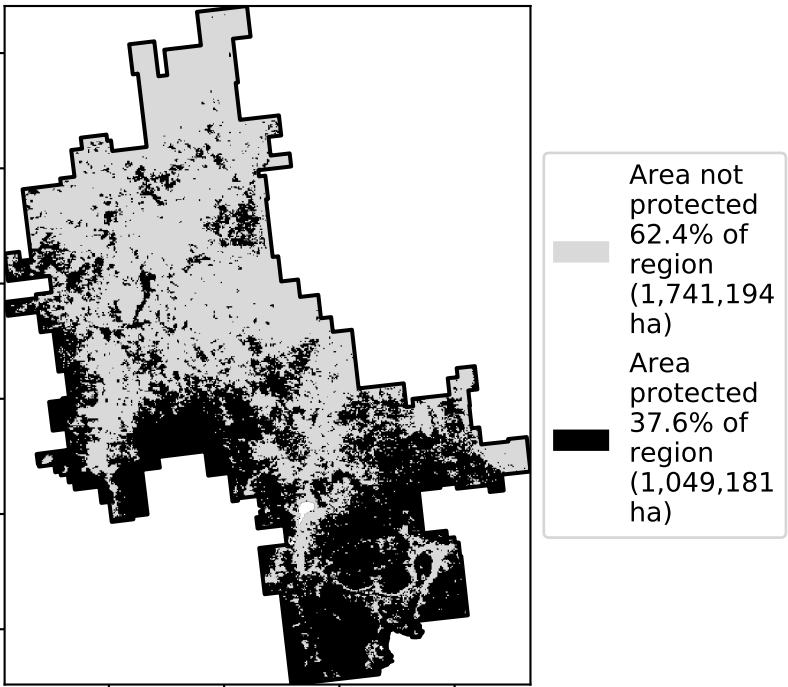 Area not
protected
62.4% of
region
(1,741,194
ha)
Area
protected
37.6% of
region
(1,049,181
ha)